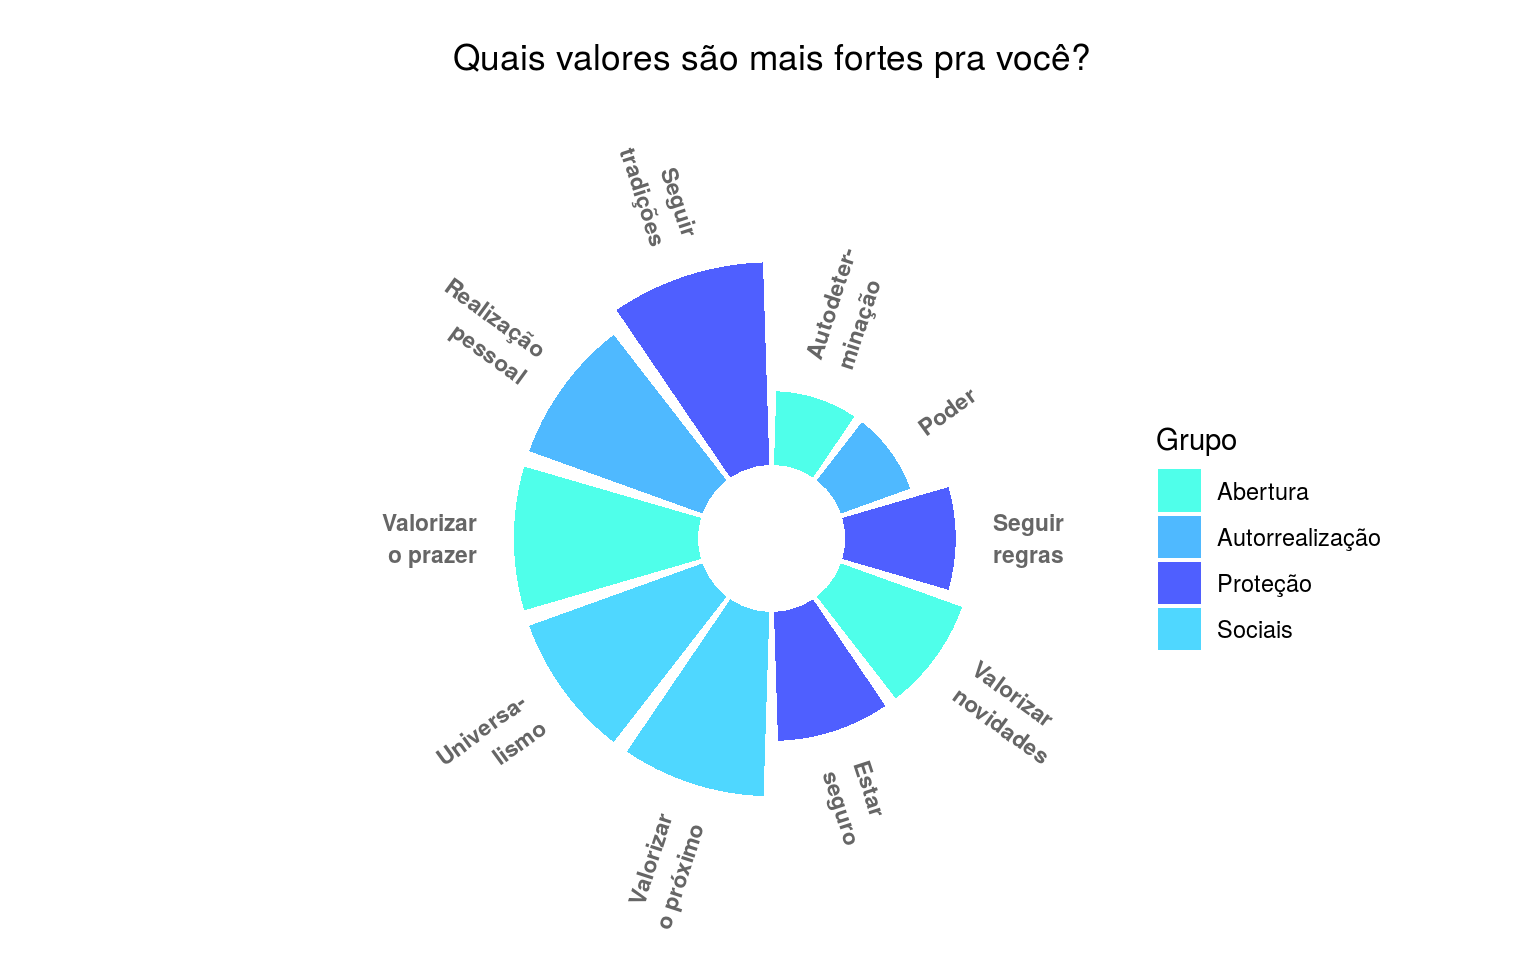 Quais valores são mais fortes pra você?
Seguir
tradições
Autodeter-
minação
Realização
pessoal
Poder
Valorizar
o prazer
Seguir
regras
Universa-
lismo
Valorizar
novidades
Valorizar
o próximo
Estar
seguro
Grupo
Abertura
Autorrealização
Proteção
Sociais